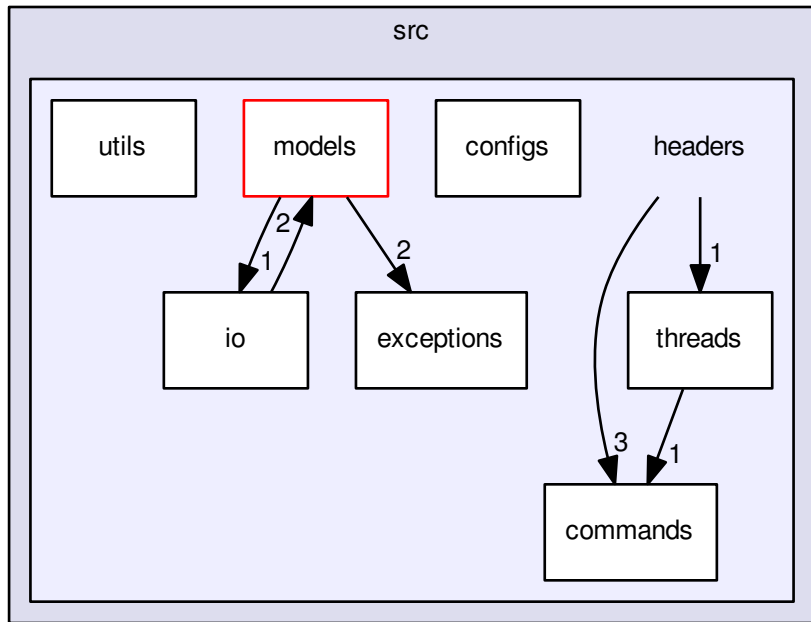 src
utils
models
configs
headers
2
1
2
1
io
exceptions
threads
3
1
commands